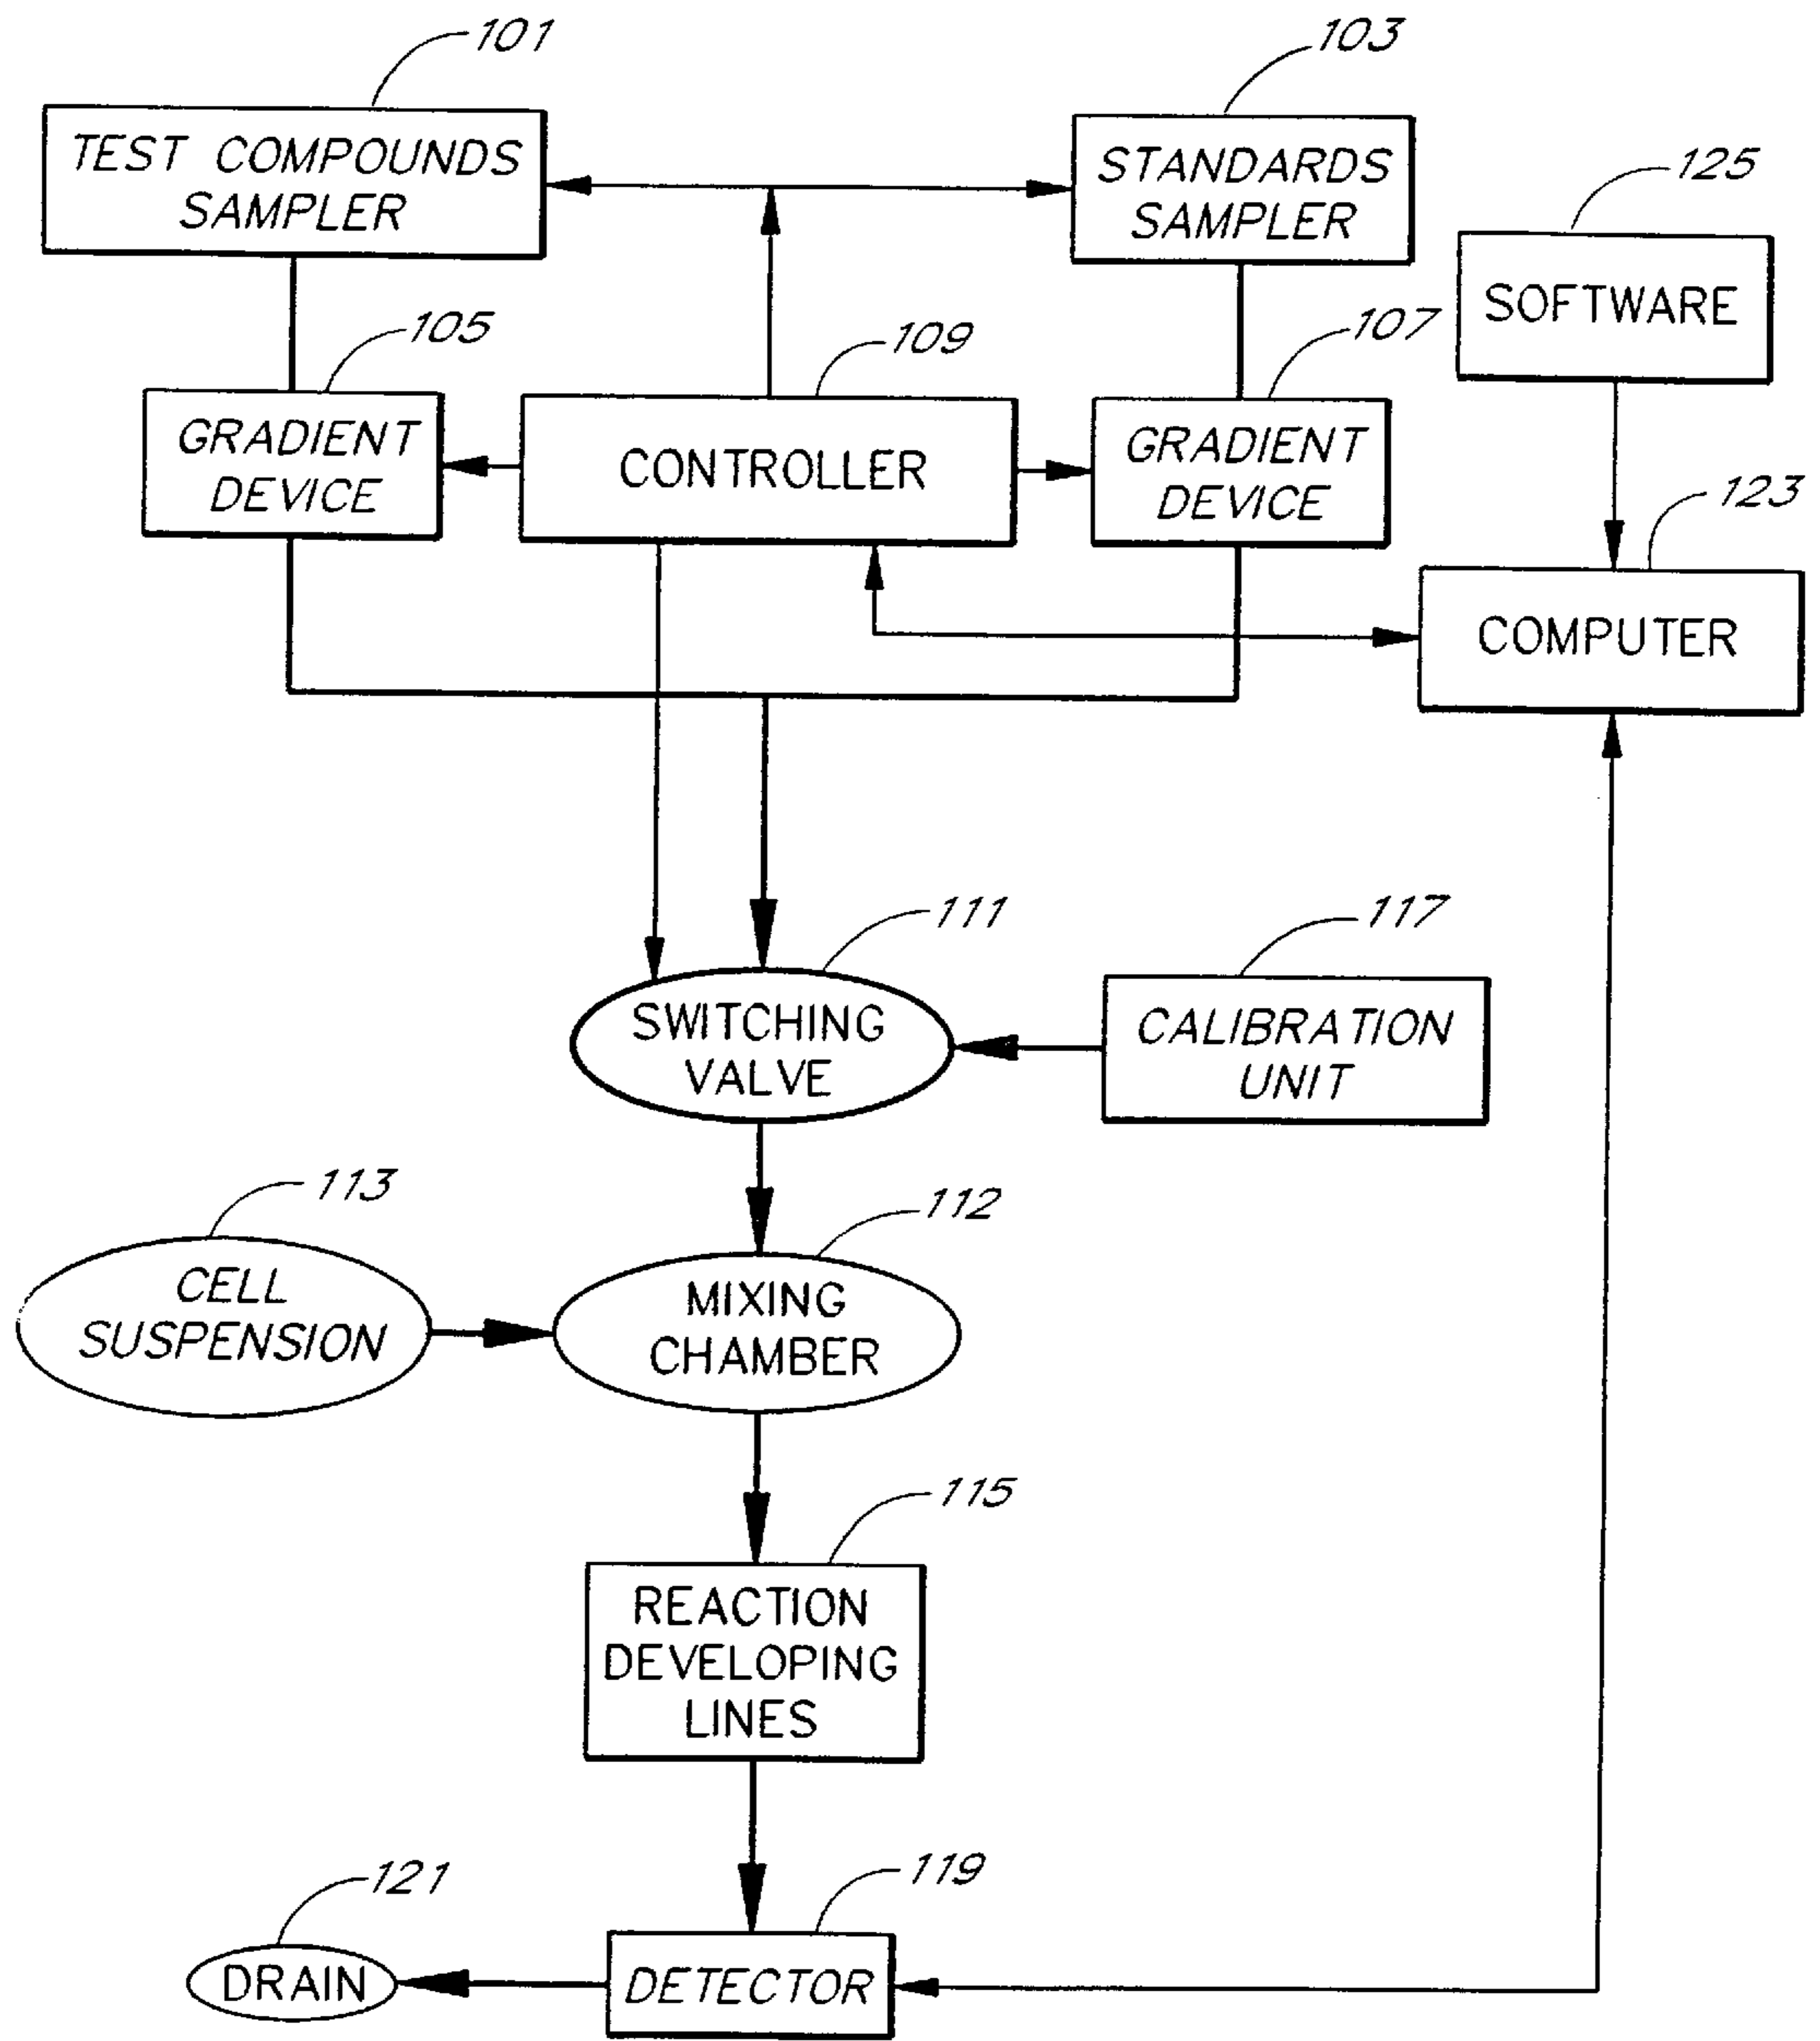 101
103
TEST COMPOUNDS
SAMPLER
STANDARDS
SAMPLER
125
SOFTWARE
105
109
107
GRADIENT
DEVICE
CONTROLLER
GRADIENT
DEVICE
123
COMPUTER
111
117
SWITCHING
VALVE
CALIBRATION
UNIT
113
112
CELL
SUSPENSION
MIXING
CHAMBER
115
REACTION
DEVELOPING
LINES
121
119
DRAIN
DETECTOR